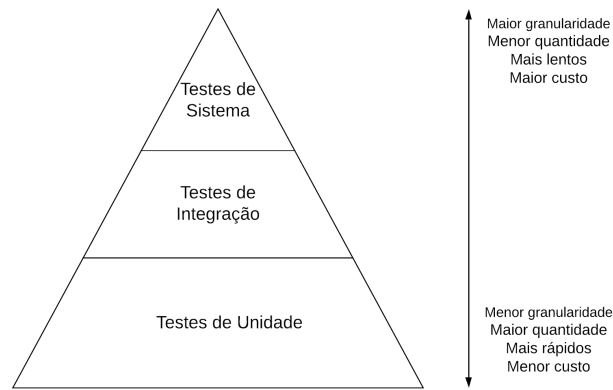 Testes de
Sistema
Testes de
Integração
Testes de Unidade
Maior granularidade
Menor quantidade
Mais lentos
Maior custo
Menor granularidade
Maior quantidade
Mais rápidos
Menor custo